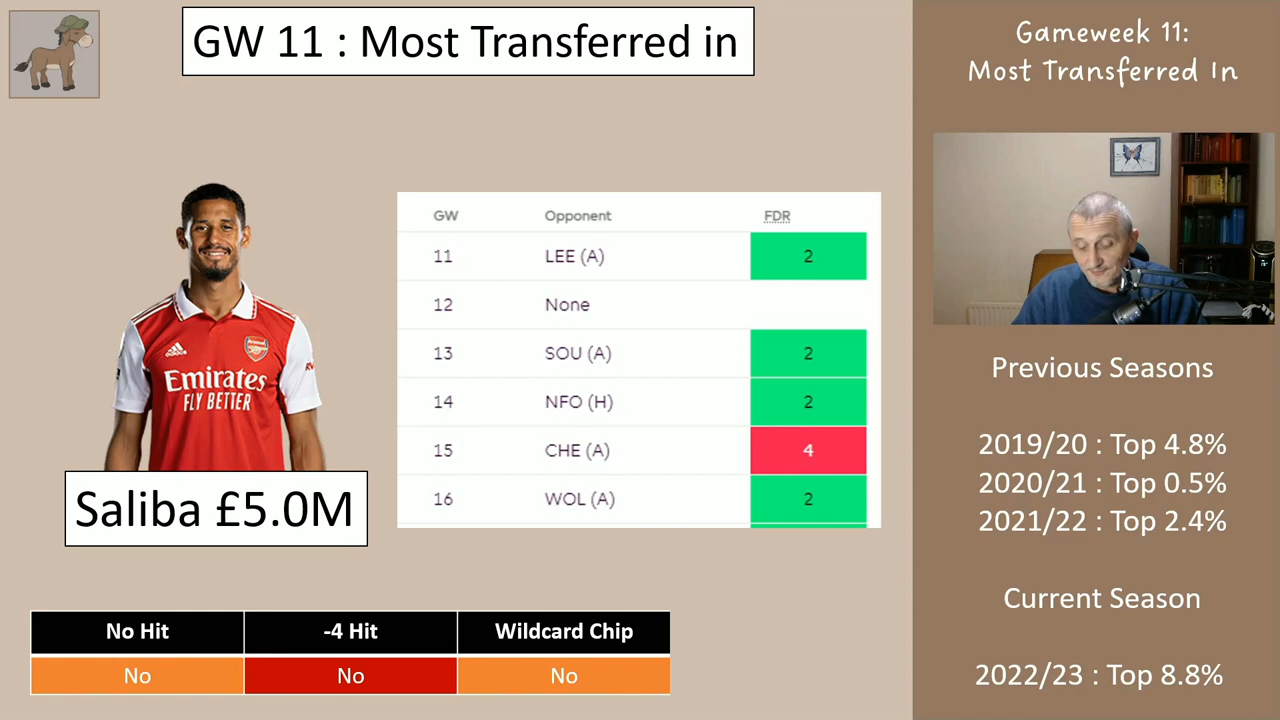 GW 11 : Most Transferred in
Gameweek 11:
Most Transferred In
GW Opponent FDR
11 LEE (A) 2
12 None
13 SOU (A) 2
14 NFO (H) 2
15 CHE (A) 4
16 WOL (A) 2
adidas
Arsenal
Emirates
FLY BETTER
Saliba £5.0M
No Hit -4 Hit Wildcard Chip
No No No
Previous Seasons
2019/20 : Top 4.8%
2020/21 : Top 0.5%
2021/22 : Top 2.4%
Current Season
2022/23 : Top 8.8%